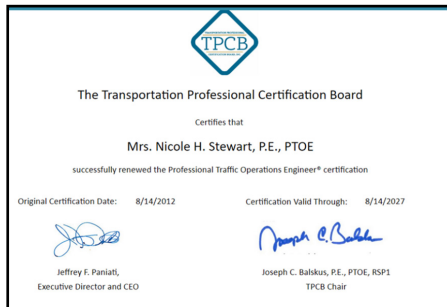 TPCB
The Transportation Professional Certification Board
Certifies that
Mrs. Nicole H. Stewart, P.E., PTOE
successfully renewed the Professional Traffic Operations Engineer® certification
Original Certification Date: 8/14/2012 Certification Valid Through: 8/14/2027
Joseph C. Balskus
Jeffrey F. Paniati, Joseph C. Balskus, P.E., PTOE, RSP1
Executive Director and CEO TPCB Chair